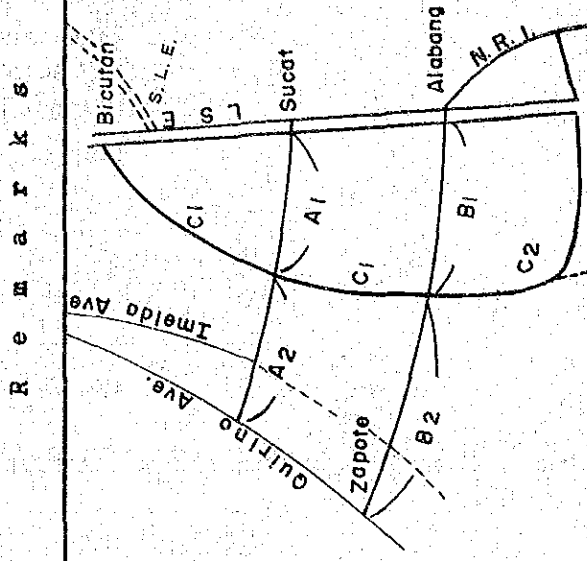 Remarks
Bicutan
S. L. E.
L S E
Sucat
Alabang
N. R. I.
C1
A1
B1
C1
C2
Imelda Ave
A2
Quirino Ave.
Zapote
B2